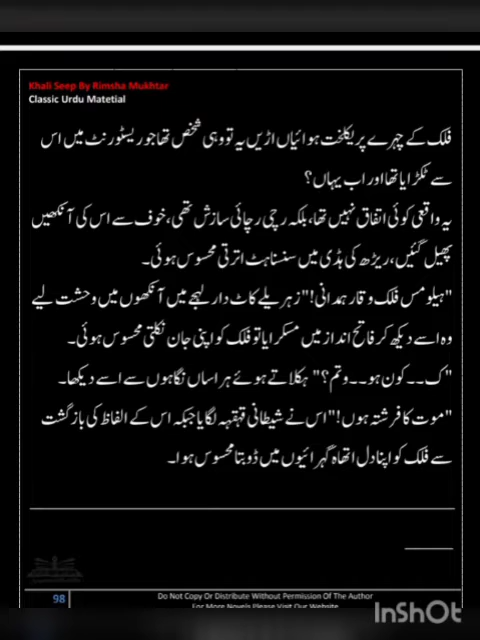 Khali Seep By Rimsha Mukhtar
Classic Urdu Matetial
فلک کے چہرے پر یکلخت ہوائیاں اڑیں یہ تو وہی شخص تھا جو ریسٹورنٹ میں اس
سے ٹکرایا تھا اور اب یہاں؟
یہ واقعی کوئی اتفاق نہیں تھا، بلکہ رچی رچائی سازش تھی، خوف سے اس کی آنکھیں
پھیل گئیں، ریڑھ کی ہڈی میں سنسناہٹ اترتی محسوس ہوئی۔
"ہیلو مس فلک وقار ہمدانی!" زہریلے کاٹ دار لہجے میں آنکھوں میں وحشت لیے
وہ اسے دیکھ کر فاتح انداز میں مسکرایا تو فلک کو اپنی جان نکلتی محسوس ہوئی۔
"ک۔۔کون ہو۔۔و تم؟" ہکلاتے ہوئے ہراساں نگاہوں سے اسے دیکھا۔
"موت کا فرشتہ ہوں!" اس نے شیطانی قہقہہ لگایا جبکہ اس کے الفاظ کی بازگشت
سے فلک کو اپنا دل اتھاہ گہرائیوں میں ڈوبتا محسوس ہوا۔
98
Do Not Copy Or Distribute Without Permission Of The Author
For More Novels Please Visit Our Website
InShOt